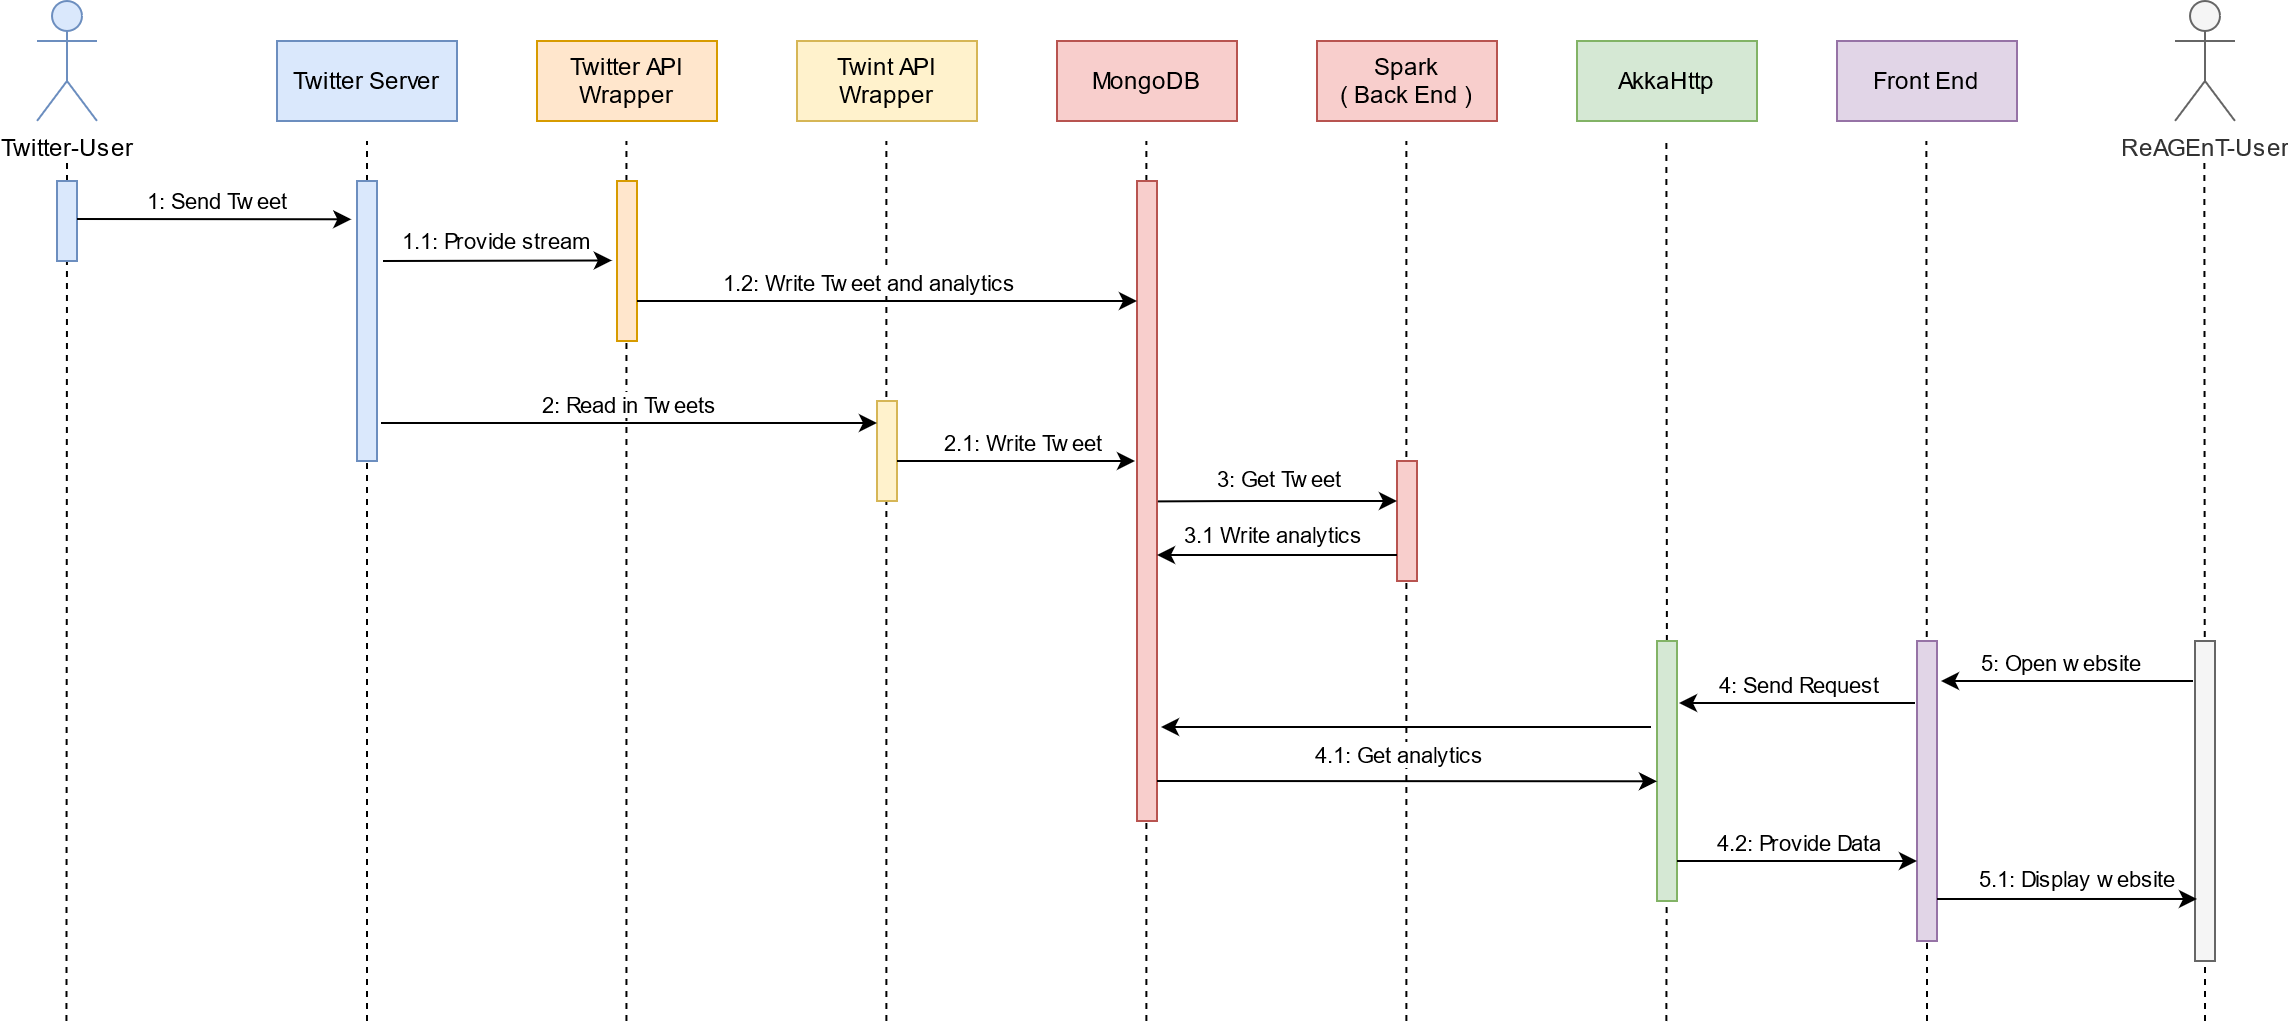 Twitter Server
Twitter API
Wrapper
Twint API
Wrapper
MongoDB
Spark
( Back End )
AkkaHttp
Front End
Twitter-User
ReAGEnT-User
1: Send Tweet
1.1: Provide stream
1.2: Write Tweet and analytics
2: Read in Tweets
2.1: Write Tweet
3: Get Tweet
3.1 Write analytics
5: Open website
4: Send Request
4.1: Get analytics
4.2: Provide Data
5.1: Display website